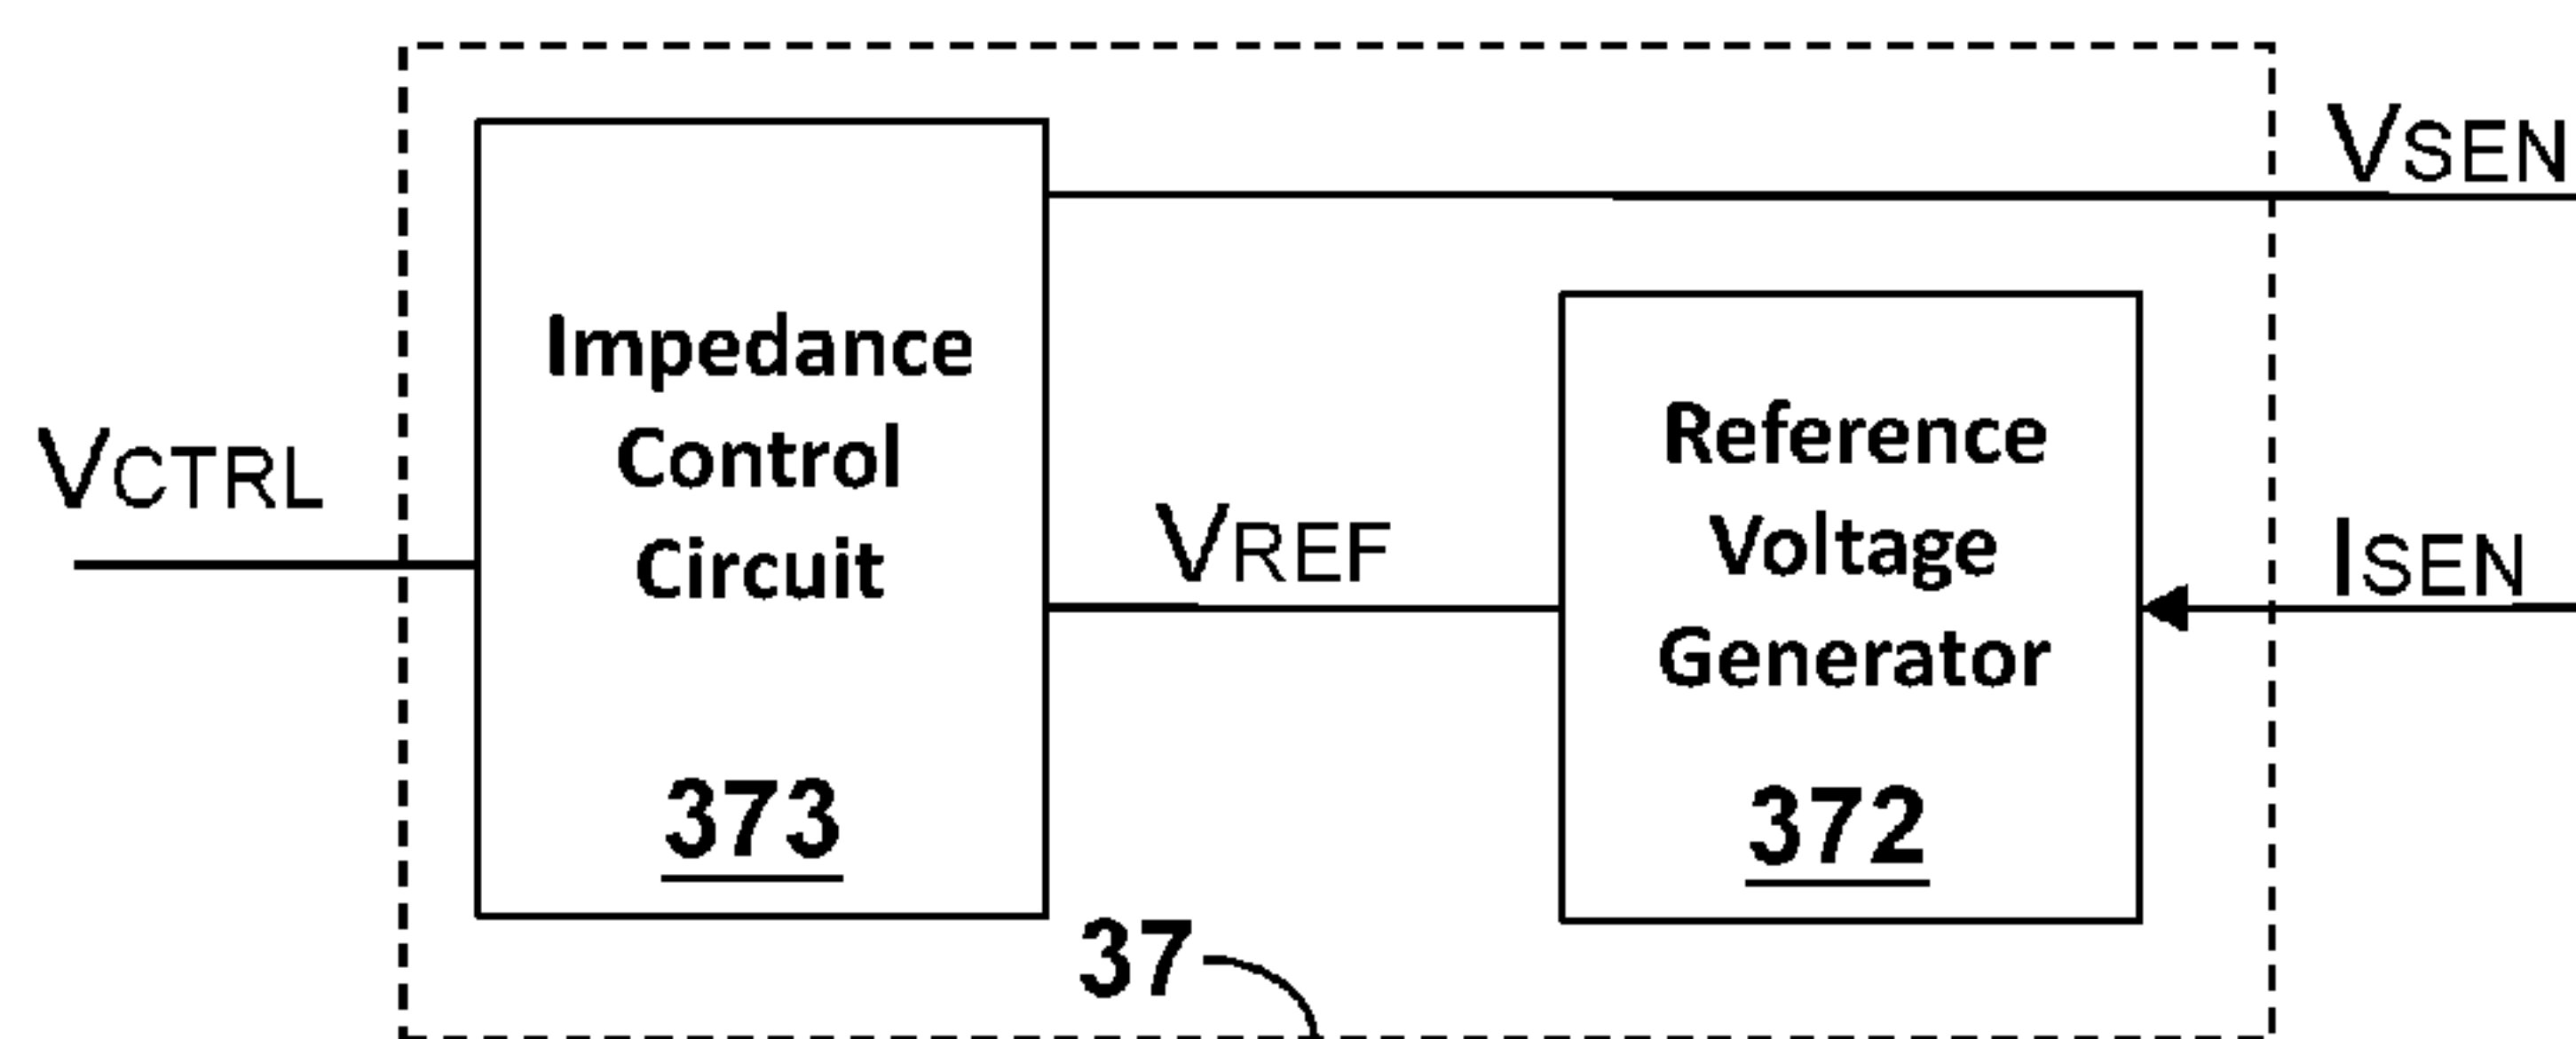 VSEN
Impedance
Control
Circuit
373
VCTRL
VREF
Reference
Voltage
Generator
372
ISEN
37